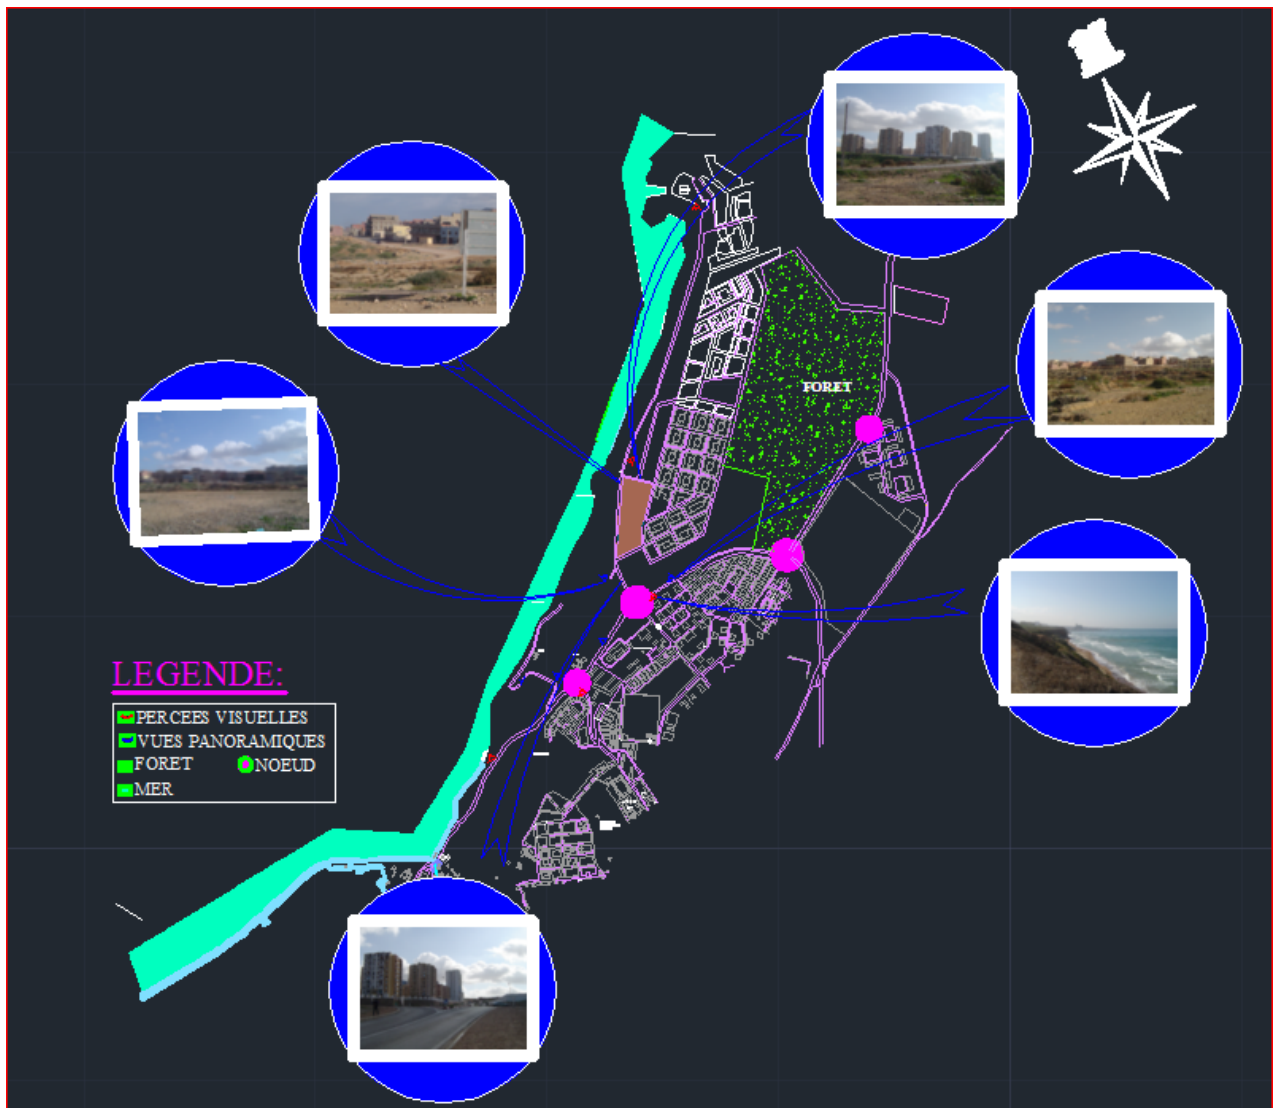 FORET
LEGENDE:
PERCEES VISUELLES
VUES PANORAMIQUES
FORET NOEUD
MER